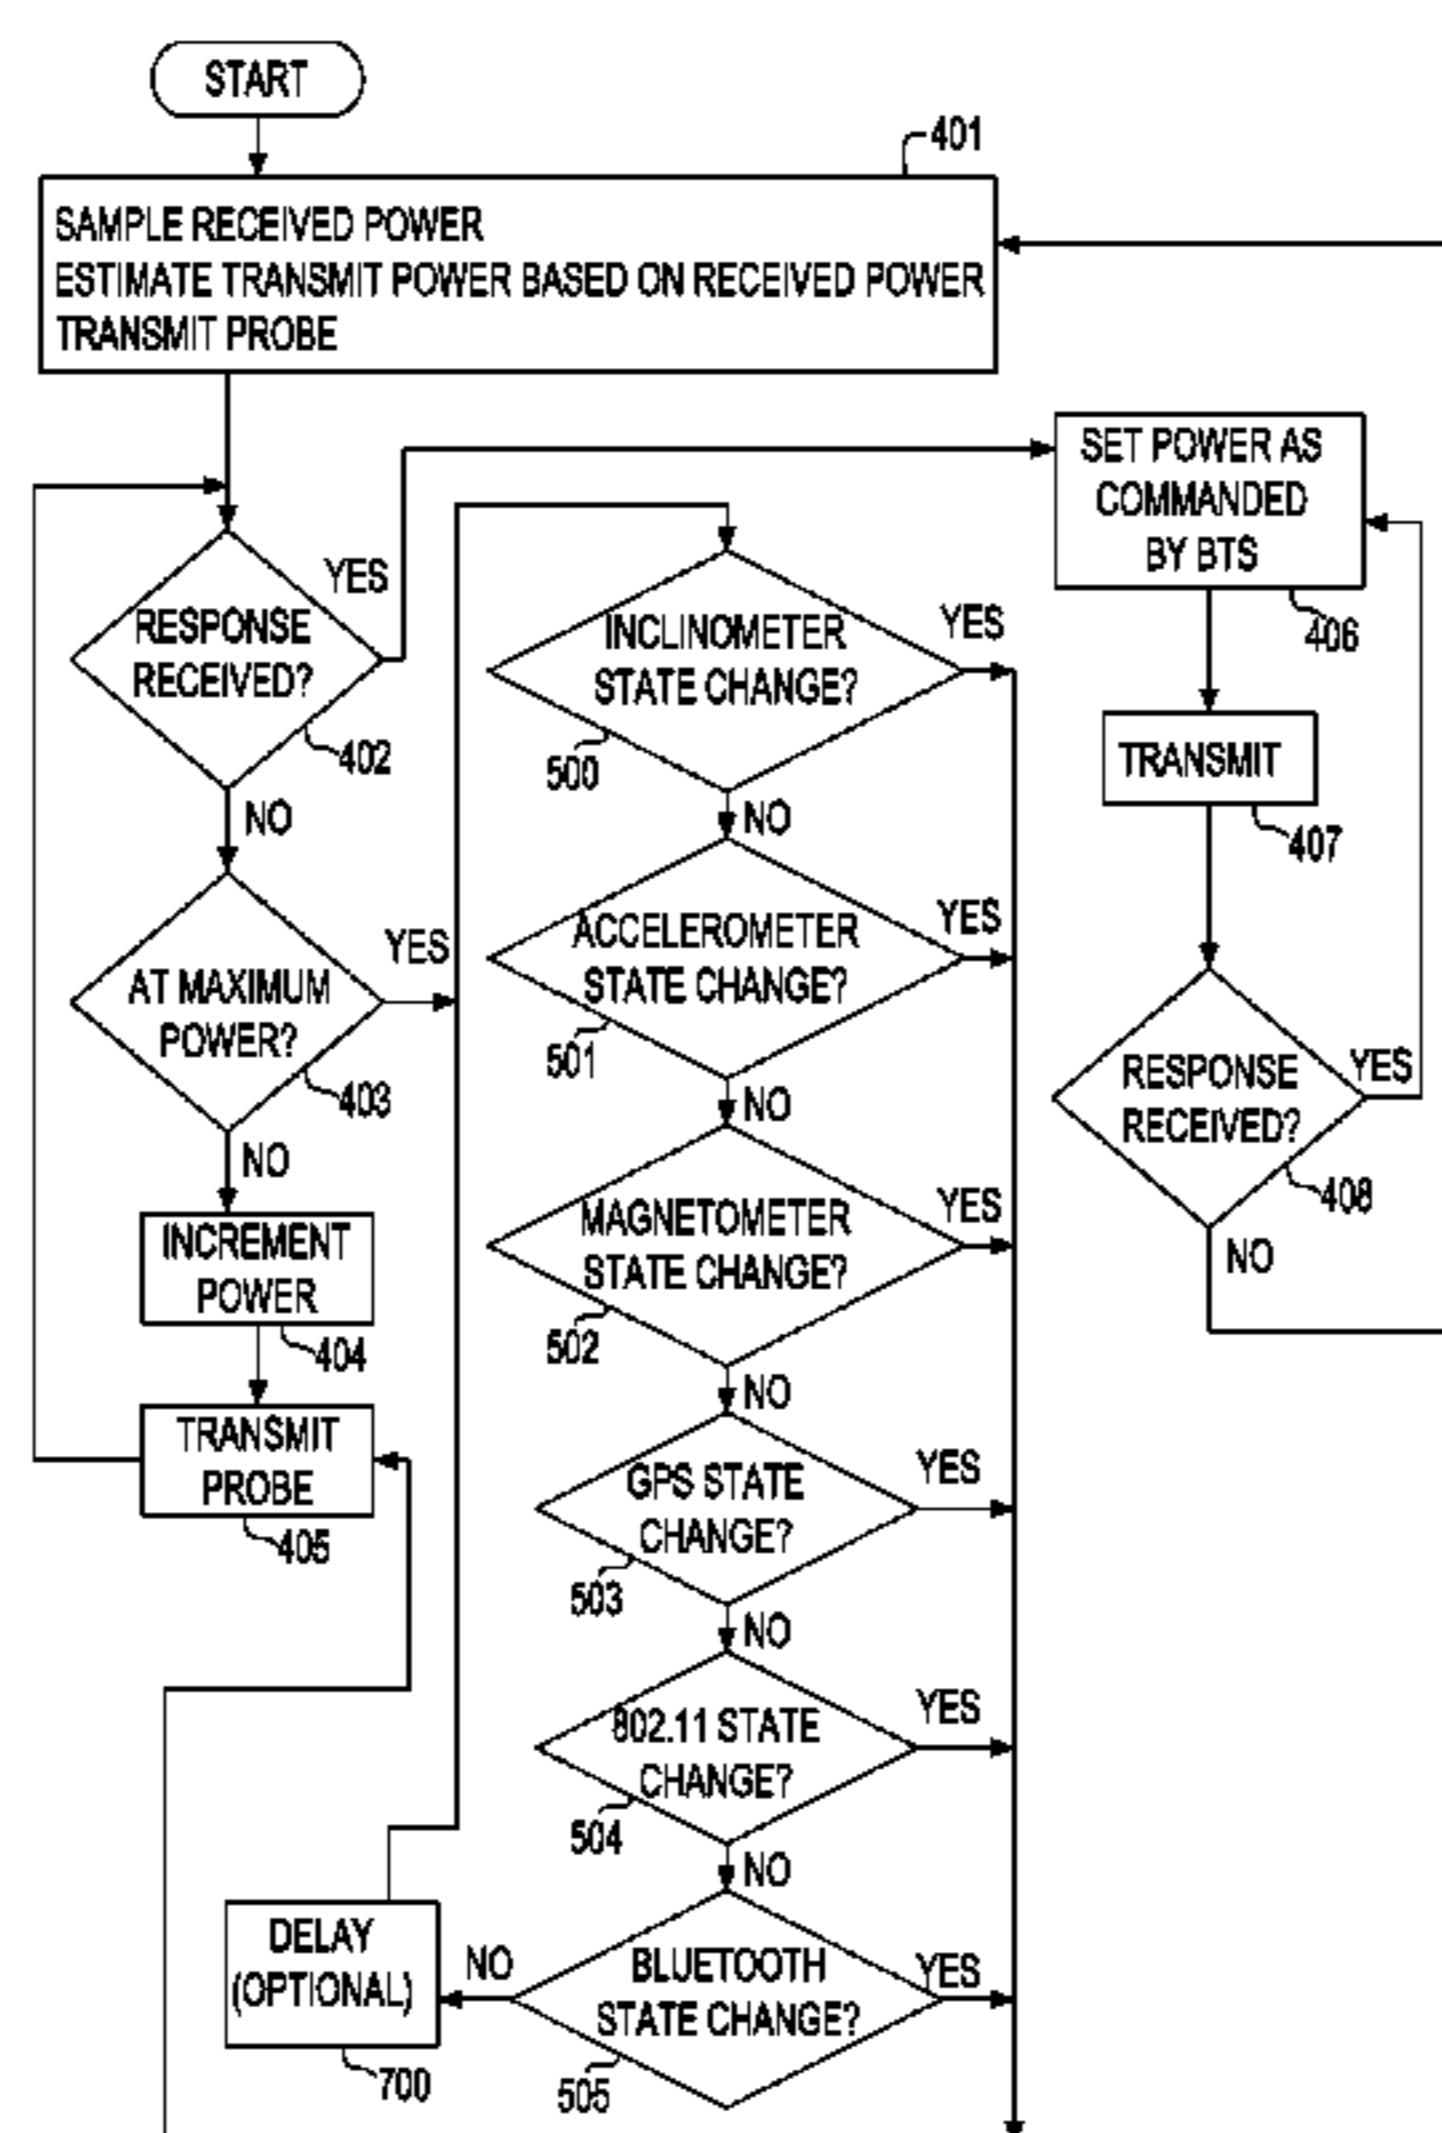 START
401
SAMPLE RECEIVED POWER
ESTIMATE TRANSMIT POWER BASED ON RECEIVED POWER
TRANSMIT PROBE
RESPONSE
RECEIVED?
YES
402
NO
AT MAXIMUM
POWER?
YES
403
NO
INCREMENT
POWER
404
TRANSMIT
PROBE
405
INCLINOMETER
STATE CHANGE?
YES
500
NO
ACCELEROMETER
STATE CHANGE?
YES
501
NO
MAGNETOMETER
STATE CHANGE?
YES
502
NO
GPS STATE
CHANGE?
YES
503
NO
802.11 STATE
CHANGE?
YES
504
NO
BLUETOOTH
STATE CHANGE?
YES
505
NO
DELAY
(OPTIONAL)
700
SET POWER AS
COMMANDED
BY BTS
406
TRANSMIT
407
RESPONSE
RECEIVED?
YES
408
NO